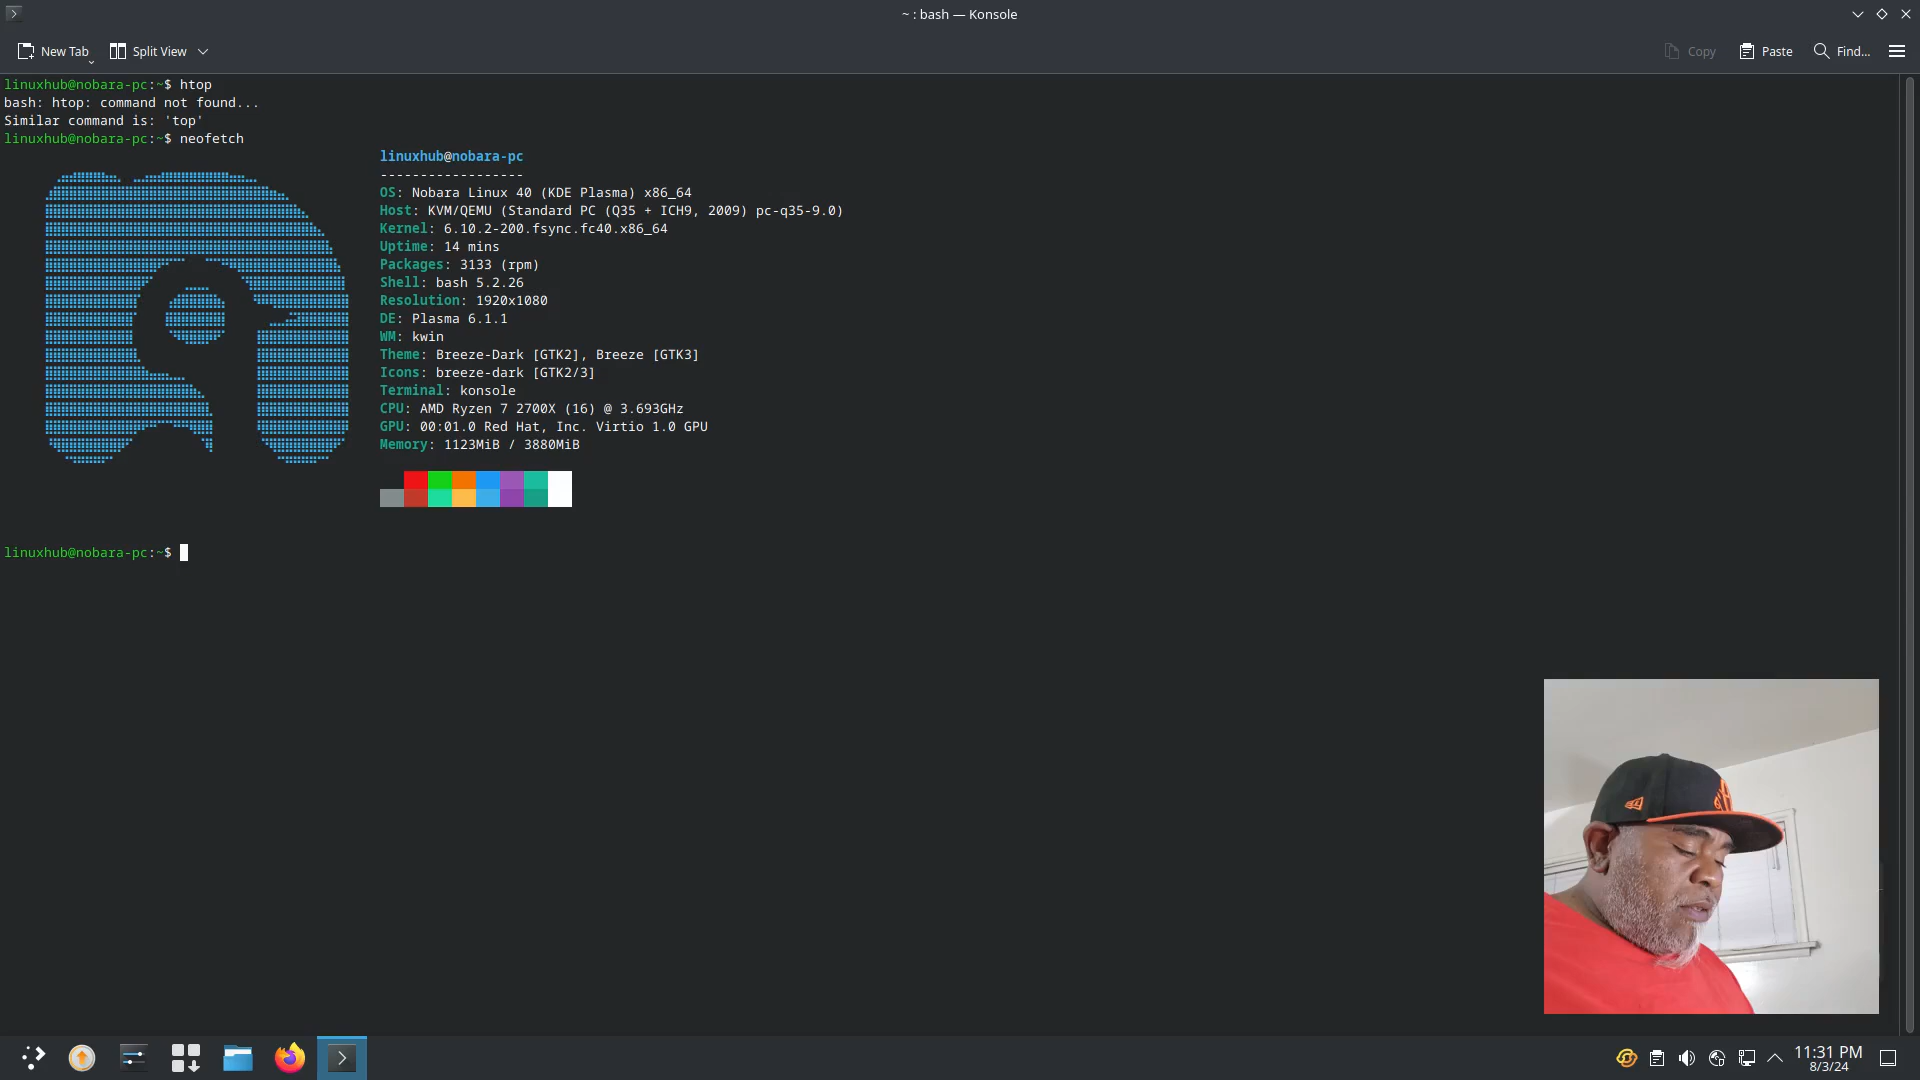 ~ : bash — Konsole
New Tab
Split View
Copy
Paste
Find...
linuxhub@nobara-pc:~$ htop
bash: htop: command not found...
Similar command is: 'top'
linuxhub@nobara-pc:~$ neofetch
linuxhub@nobara-pc
------------------
OS: Nobara Linux 40 (KDE Plasma) x86_64
Host: KVM/QEMU (Standard PC (Q35 + ICH9, 2009) pc-q35-9.0)
Kernel: 6.10.2-200.fsync.fc40.x86_64
Uptime: 14 mins
Packages: 3133 (rpm)
Shell: bash 5.2.26
Resolution: 1920x1080
DE: Plasma 6.1.1
WM: kwin
Theme: Breeze-Dark [GTK2], Breeze [GTK3]
Icons: breeze-dark [GTK2/3]
Terminal: konsole
CPU: AMD Ryzen 7 2700X (16) @ 3.693GHz
GPU: 00:01.0 Red Hat, Inc. Virtio 1.0 GPU
Memory: 1123MiB / 3880MiB
linuxhub@nobara-pc:~$
11:31 PM
8/3/24